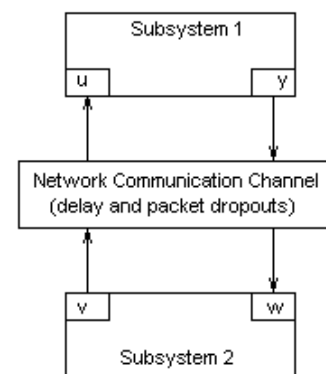 Subsystem 1
u y
Network Communication Channel
(delay and packet dropouts)
v w
Subsystem 2